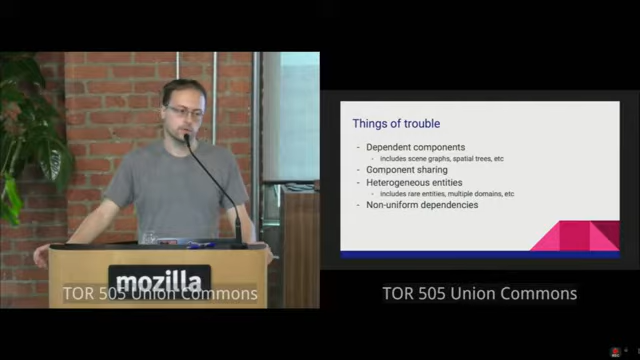 mozilla
TOR 505 Union Commons
Things of trouble
- Dependent components
- includes scene graphs, spatial trees, etc
- Component sharing
- Heterogeneous entities
- includes rare entities, multiple domains, etc
- Non-uniform dependencies
TOR 505 Union Commons